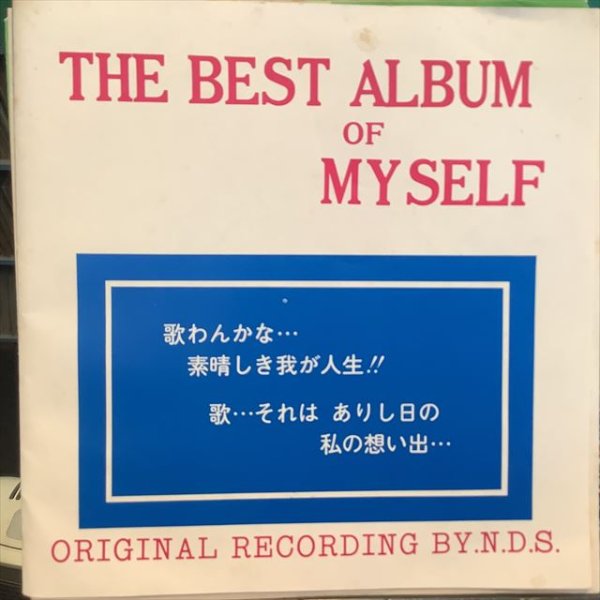 THE BEST ALBUM
OF
MYSELF
歌わんかな…
素晴しき我が人生!!
歌…それは ありし日の
私の想い出…
ORIGINAL RECORDING BY.N.D.S.